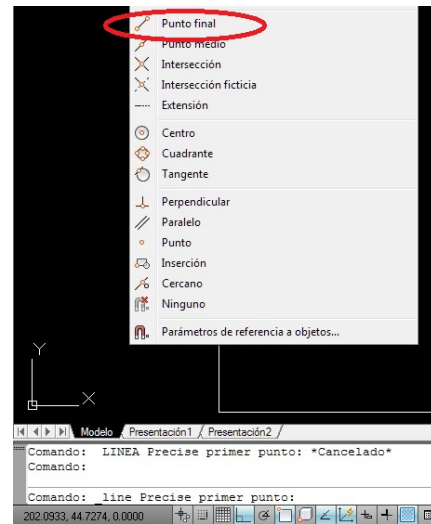 Punto final
Punto medio
Intersección
Intersección ficticia
Extensión
Centro
Cuadrante
Tangente
Perpendicular
Paralelo
Punto
Inserción
Cercano
Ninguno
Parámetros de referencia a objetos...
Y
X
Modelo / Presentación1 / Presentación2 /
Comando: LINEA Precise primer punto: *Cancelado*
Comando:
Comando: _line Precise primer punto:
202.0933, 44.7274, 0.0000